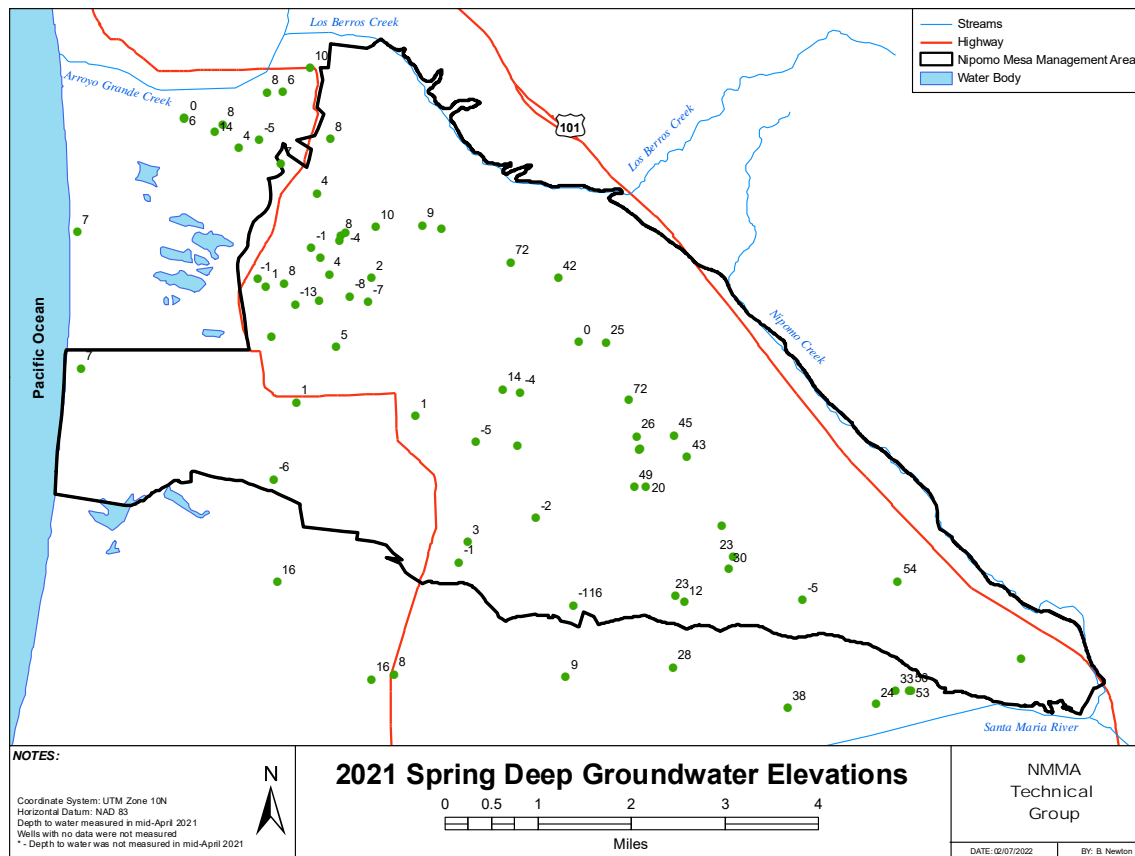 Los Berros Creek
Streams
Highway
Nipomo Mesa Management Area
Water Body
10
8 6
Arroyo Grande Creek
0
6
8
14
4
-5
7
8
101
Los Berros Creek
4
7
10
9
8
-4
-1
72
42
4
2
-1
1
8
-8
-7
-13
Nipomo Creek
0
25
5
Pacific Ocean
7
14
-4
72
1
1
26
45
-5
43
-6
49
20
-2
3
-1
23
30
16
54
23
12
-5
-116
28
16
8
9
33
50
53
24
38
Santa Maria River
NOTES:
Coordinate System: UTM Zone 10N
Horizontal Datum: NAD 83
Depth to water measured in mid-April 2021
Wells with no data were not measured
* - Depth to water was not measured in mid-April 2021
N
2021 Spring Deep Groundwater Elevations
0 0.5 1 2 3 4
Miles
NMMA
Technical
Group
DATE: 02/07/2022
BY: B. Newton